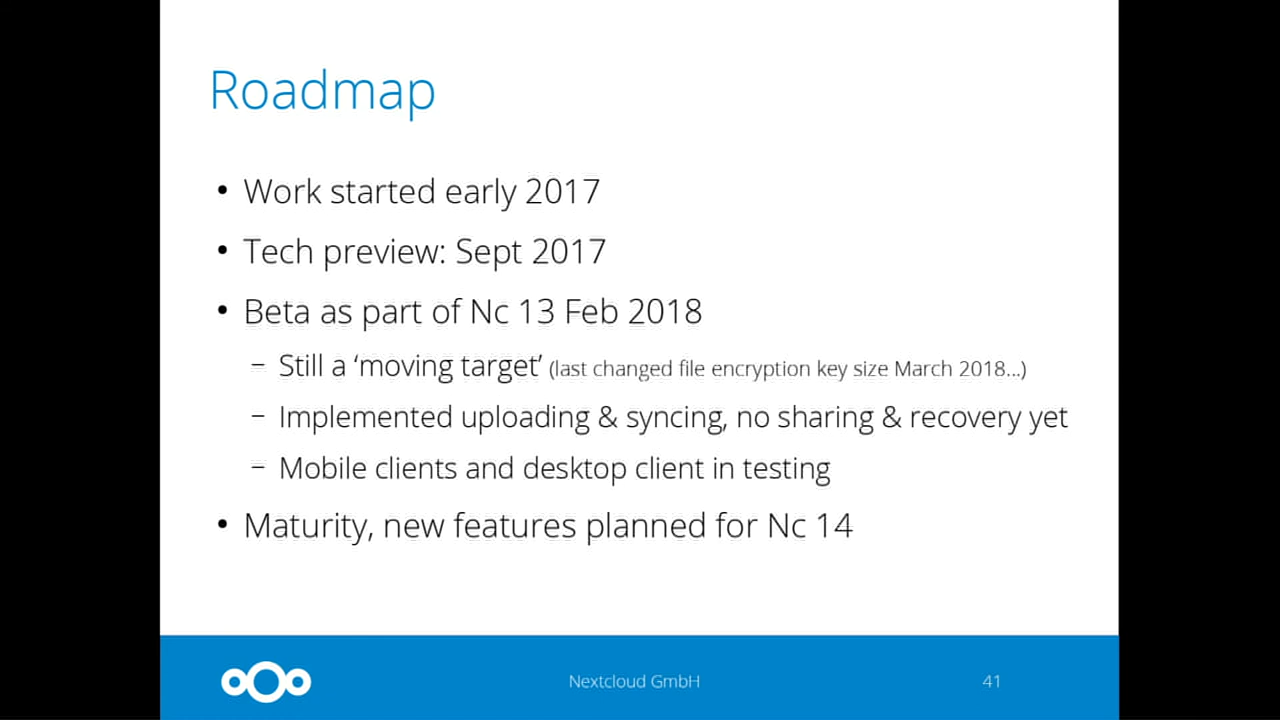 Roadmap
• Work started early 2017
• Tech preview: Sept 2017
• Beta as part of Nc 13 Feb 2018
– Still a ‘moving target’ (last changed file encryption key size March 2018...)
– Implemented uploading & syncing, no sharing & recovery yet
– Mobile clients and desktop client in testing
• Maturity, new features planned for Nc 14
Nextcloud GmbH 41